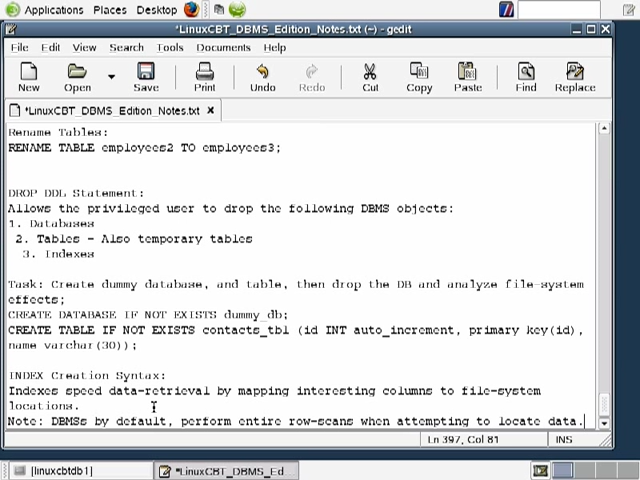 Applications Places Desktop
*LinuxCBT_DBMS_Edition_Notes.txt (~) - gedit
File Edit View Search Tools Documents Help
New Open Save Print Undo Redo Cut Copy Paste Find Replace
*LinuxCBT_DBMS_Edition_Notes.txt x
Rename Tables:
RENAME TABLE employees2 TO employees3;
DROP DDL Statement:
Allows the privileged user to drop the following DBMS objects:
1. Databases
2. Tables - Also temporary tables
3. Indexes
Task: Create dummy database, and table, then drop the DB and analyze file-system
effects;
CREATE DATABASE IF NOT EXISTS dummy_db;
CREATE TABLE IF NOT EXISTS contacts_tbl (id INT auto_increment, primary key(id),
name varchar(30));
INDEX Creation Syntax:
Indexes speed data-retrieval by mapping interesting columns to file-system
locations.
Note: DBMSs by default, perform entire row-scans when attempting to locate data.
Ln 397, Col 81 INS
[linuxcbtdb1] *LinuxCBT_DBMS_Ed